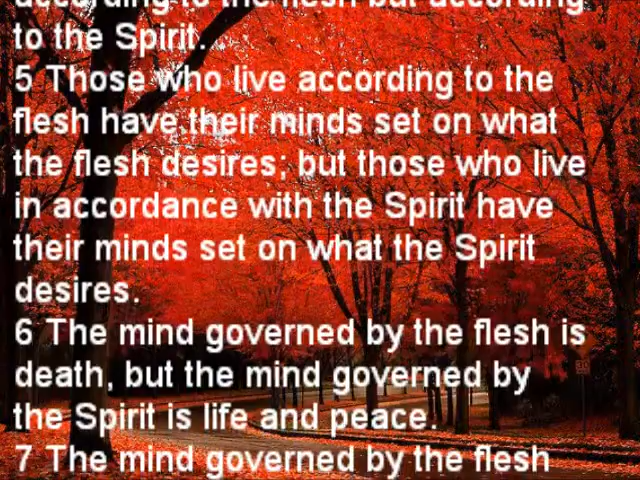 according to the flesh but according
to the Spirit.
5 Those who live according to the
flesh have their minds set on what
the flesh desires; but those who live
in accordance with the Spirit have
their minds set on what the Spirit
desires.
6 The mind governed by the flesh is
death, but the mind governed by
the Spirit is life and peace.
7 The mind governed by the flesh